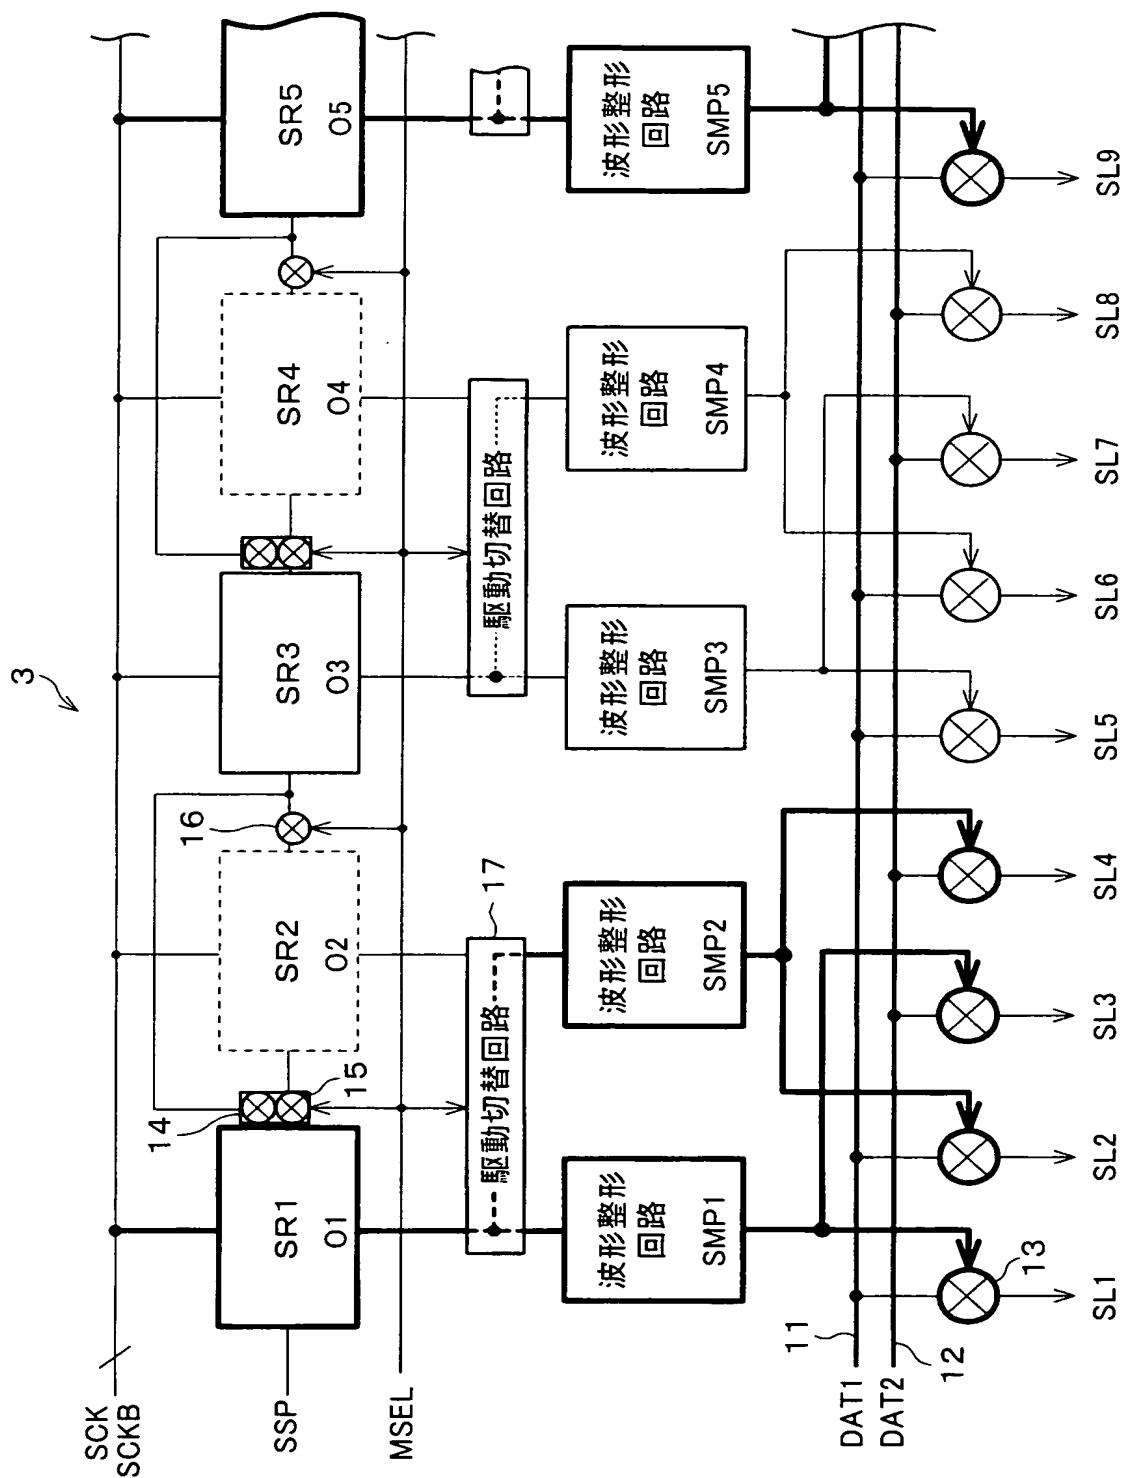 3
SCK
SCKB
SSP
MSEL
SR1
O1
SR2
O2
SR3
O3
SR4
O4
SR5
O5
14
15
16
17
駆動切替回路
駆動切替回路
波形整形
回路
SMP1
波形整形
回路
SMP2
波形整形
回路
SMP3
波形整形
回路
SMP4
波形整形
回路
SMP5
DAT1
DAT2
11
12
13
SL1
SL2
SL3
SL4
SL5
SL6
SL7
SL8
SL9